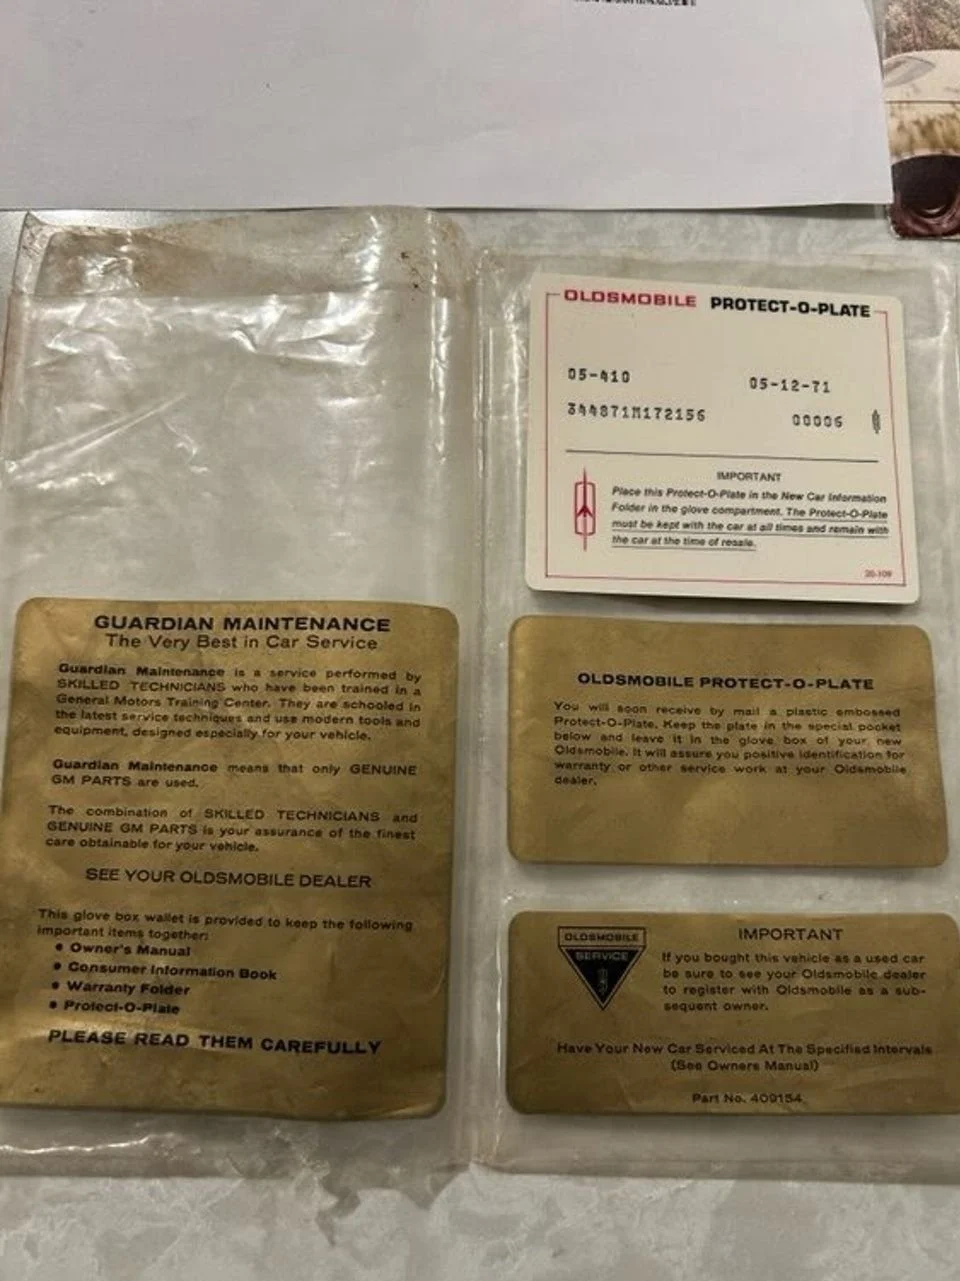 OLDSMOBILE PROTECT-O-PLATE
05-410 05-12-71
344871M172156 00006
IMPORTANT
Place this Protect-O-Plate in the New Car Information
Folder in the glove compartment. The Protect-O-Plate
must be kept with the car at all times and remain with
the car at the time of resale.
GUARDIAN MAINTENANCE
The Very Best in Car Service
Guardian Maintenance is a service performed by
SKILLED TECHNICIANS who have been trained in a
General Motors Training Center. They are schooled in
the latest service techniques and use modern tools and
equipment, designed especially for your vehicle.
Guardian Maintenance means that only GENUINE
GM PARTS are used.
The combination of SKILLED TECHNICIANS and
GENUINE GM PARTS is your assurance of the finest
care obtainable for your vehicle.
SEE YOUR OLDSMOBILE DEALER
This glove box wallet is provided to keep the following
important items together:
• Owner's Manual
• Consumer Information Book
• Warranty Folder
• Protect-O-Plate
PLEASE READ THEM CAREFULLY
OLDSMOBILE PROTECT-O-PLATE
You will soon receive by mail a plastic embossed
Protect-O-Plate. Keep the plate in the special pocket
below and leave it in the glove box of your new
Oldsmobile. It will assure you positive identification for
warranty or other service work at your Oldsmobile
dealer.
OLDSMOBILE
SERVICE
IMPORTANT
If you bought this vehicle as a used car
be sure to see your Oldsmobile dealer
to register with Oldsmobile as a sub-
sequent owner.
Have Your New Car Serviced At The Specified Intervals
(See Owners Manual)
Part No. 409154